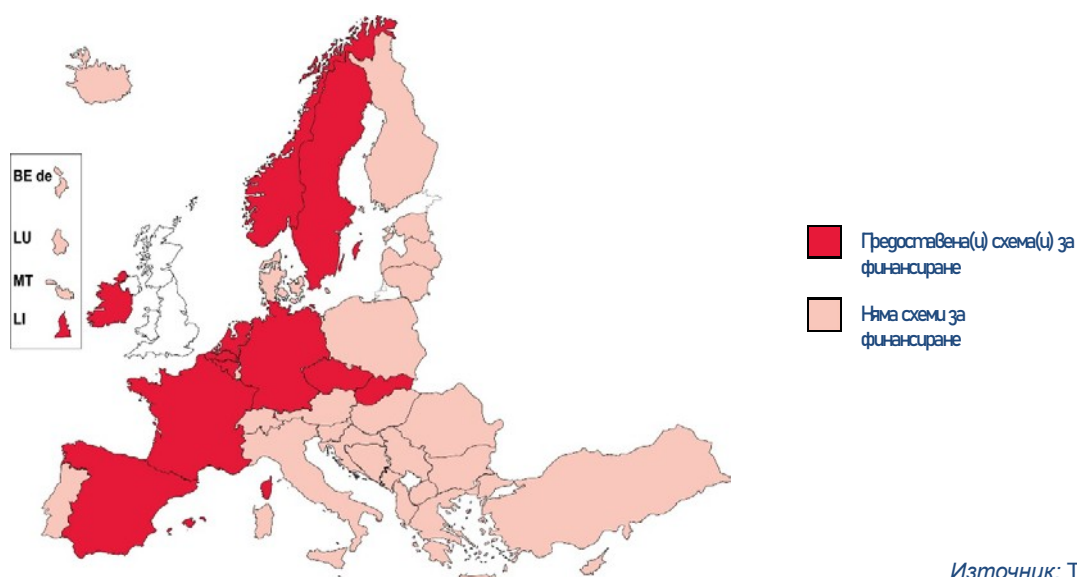 BE de
LU
MT
LI
Предоставена(и) схема(и) за
финансиране
Няма схеми за
финансиране
Източник: Т